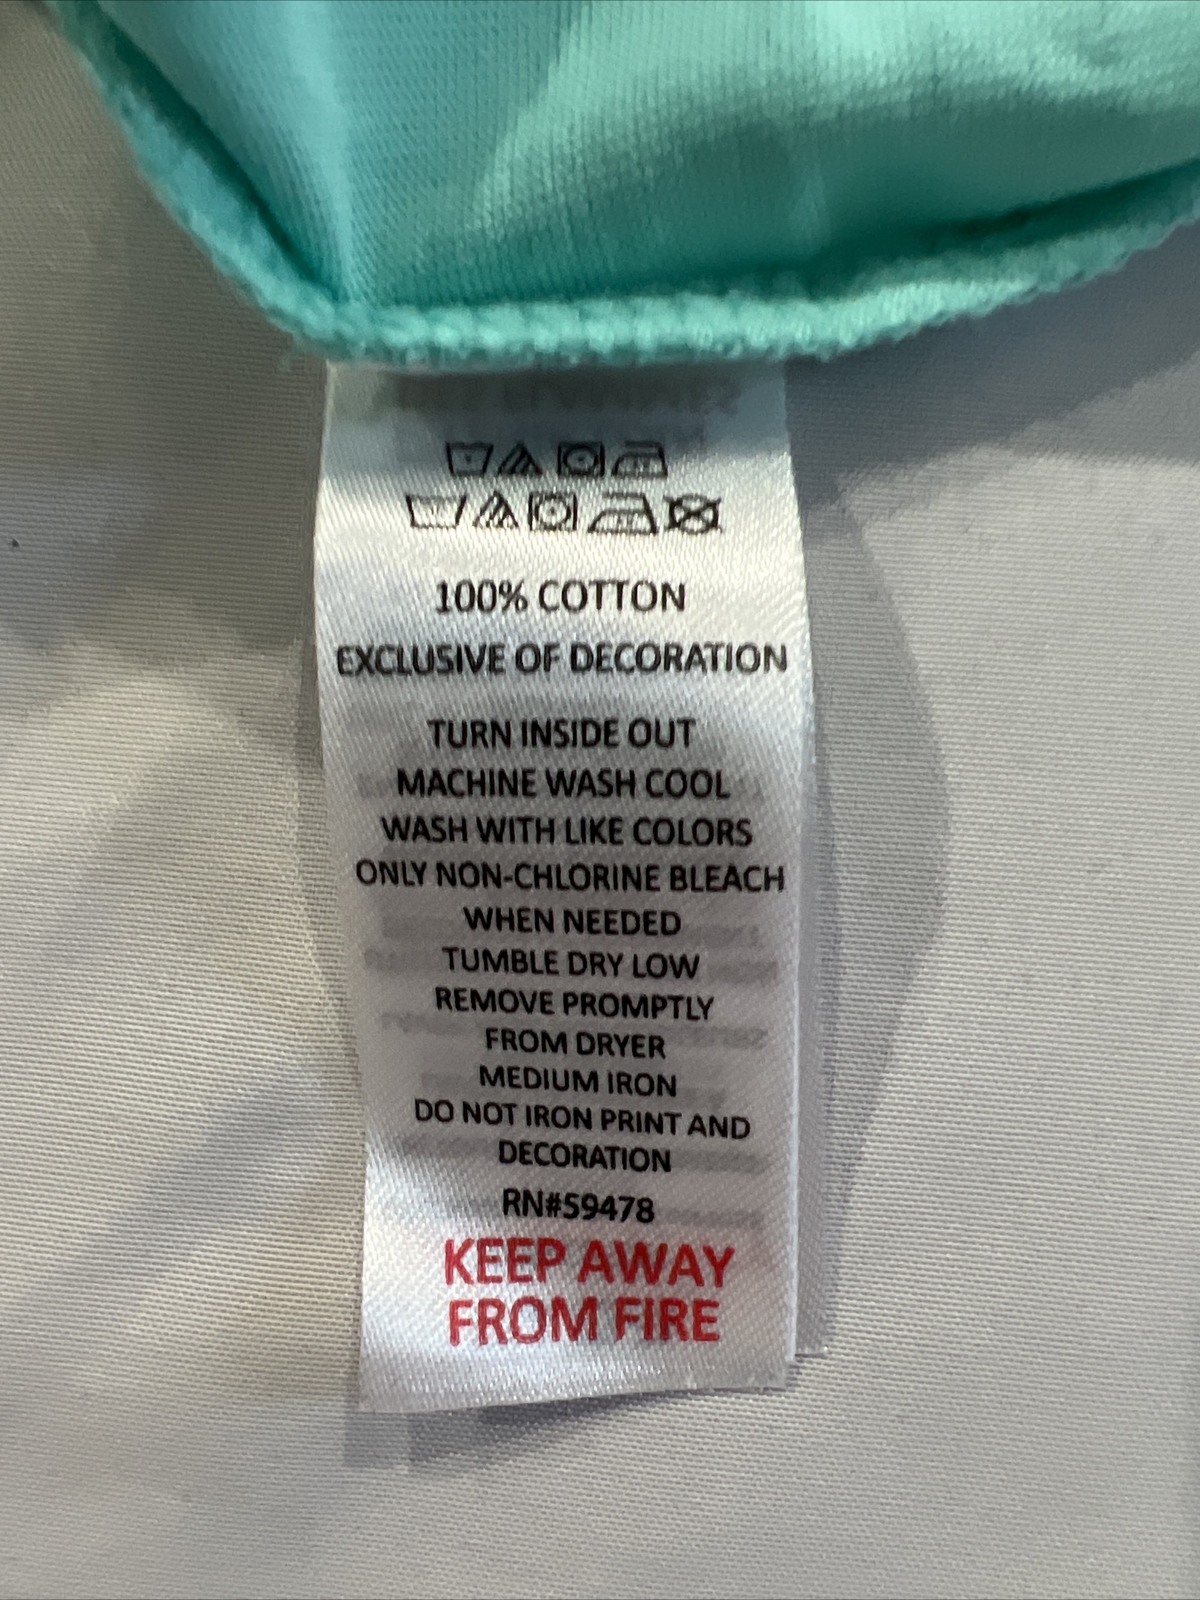 100% COTTON
EXCLUSIVE OF DECORATION
TURN INSIDE OUT
MACHINE WASH COOL
WASH WITH LIKE COLORS
ONLY NON-CHLORINE BLEACH
WHEN NEEDED
TUMBLE DRY LOW
REMOVE PROMPTLY
FROM DRYER
MEDIUM IRON
DO NOT IRON PRINT AND
DECORATION
RN#59478
KEEP AWAY
FROM FIRE